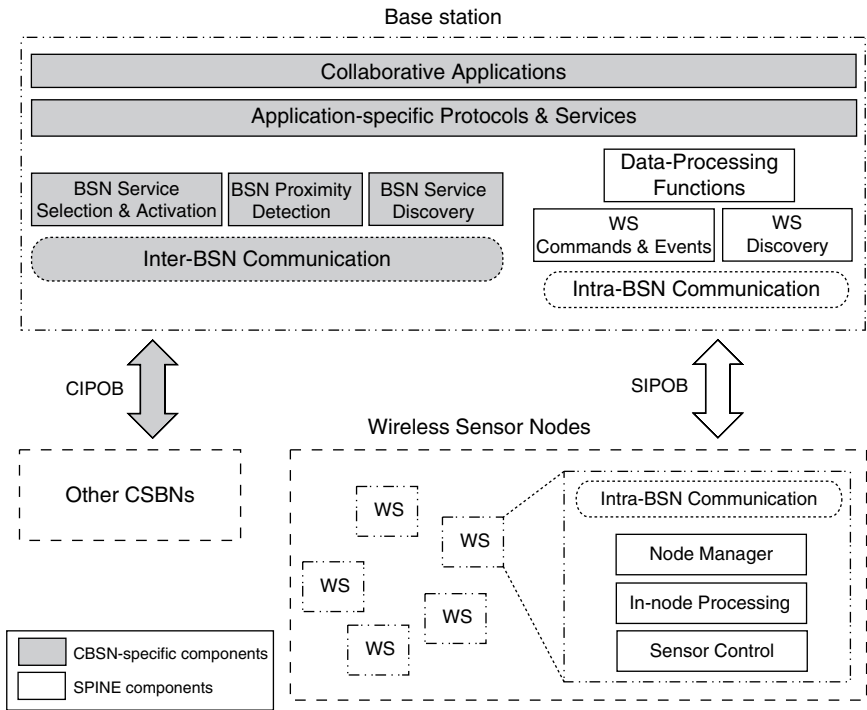 Base station
Collaborative Applications
Application-specific Protocols & Services
BSN Service
Selection & Activation
BSN Proximity
Detection
BSN Service
Discovery
Inter-BSN Communication
Data-Processing
Functions
WS
Commands & Events
WS
Discovery
Intra-BSN Communication
CIPOB
SIPOB
Other CSBNs
Wireless Sensor Nodes
WS
WS
WS
WS
WS
Intra-BSN Communication
Node Manager
In-node Processing
Sensor Control
CBSN-specific components
SPINE components